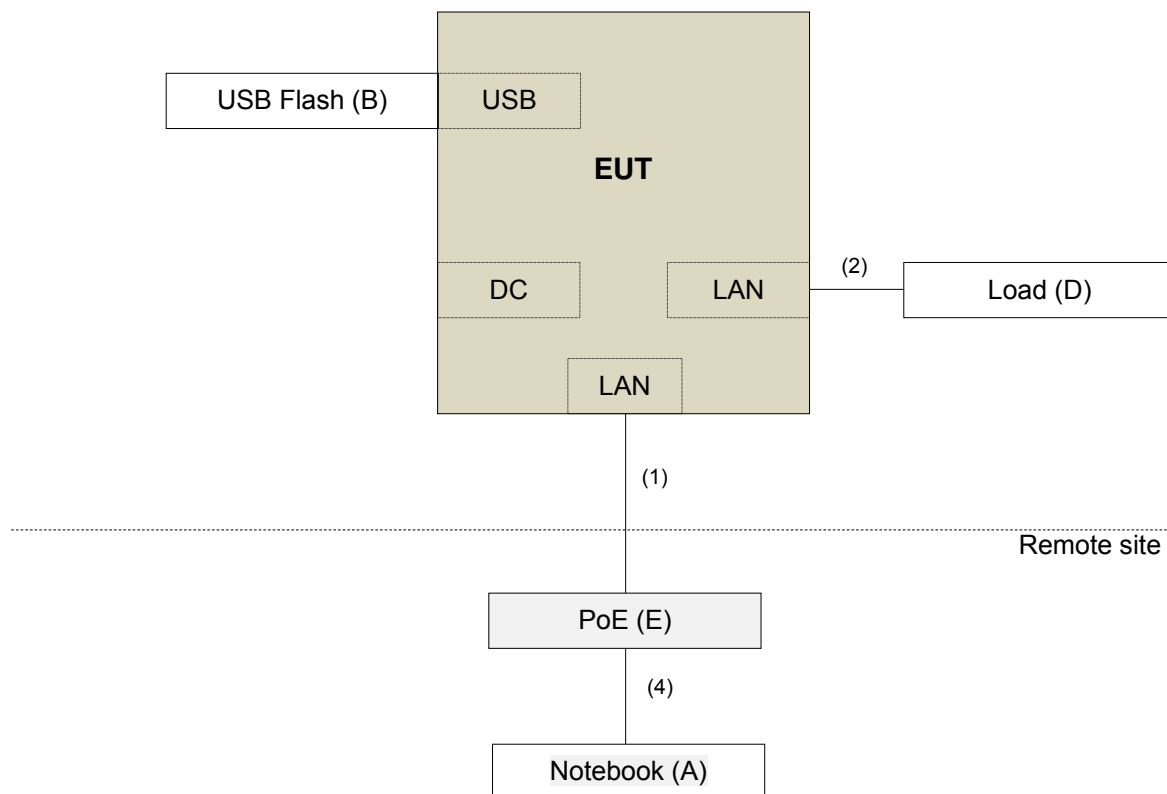 USB Flash (B)
USB
EUT
DC
LAN
(2)
Load (D)
LAN
(1)
Remote site
PoE (E)
(4)
Notebook (A)